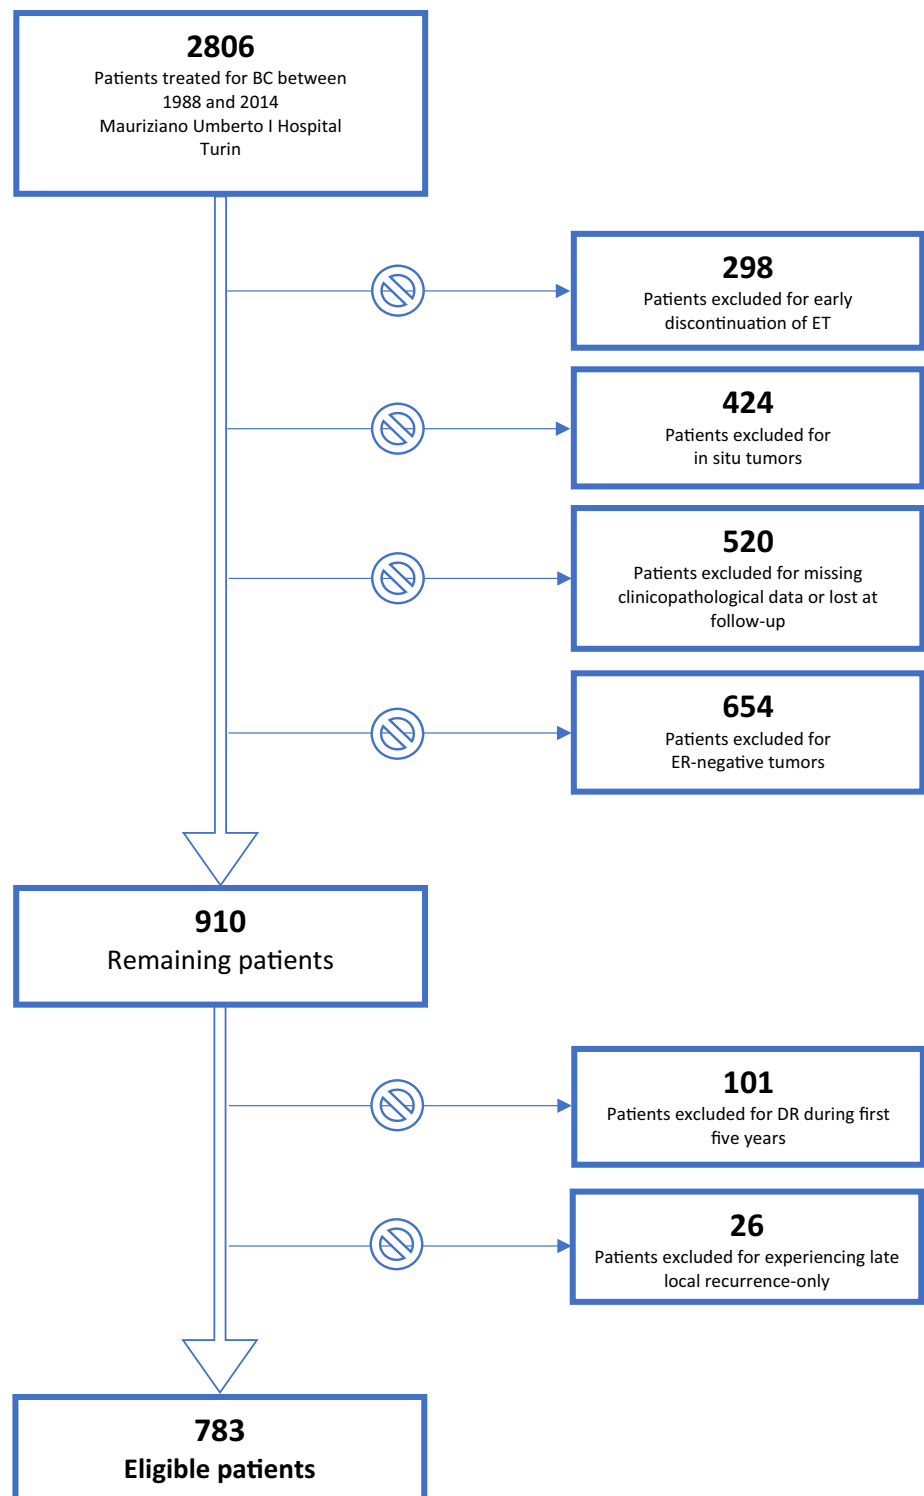 2806
Patients treated for BC between
1988 and 2014
Mauriziano Umberto I Hospital
Turin
298
Patients excluded for early
discontinuation of ET
424
Patients excluded for
in situ tumors
520
Patients excluded for missing
clinicopathological data or lost at
follow-up
654
Patients excluded for
ER-negative tumors
910
Remaining patients
101
Patients excluded for DR during first
five years
26
Patients excluded for experiencing late
local recurrence-only
783
Eligible patients